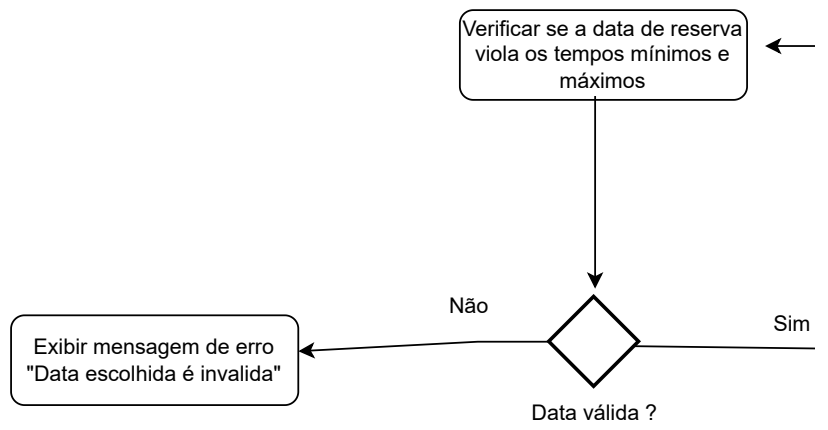 Verificar se a data de reserva
viola os tempos mínimos e
máximos
Não
Sim
Exibir mensagem de erro
"Data escolhida é invalida"
Data válida ?